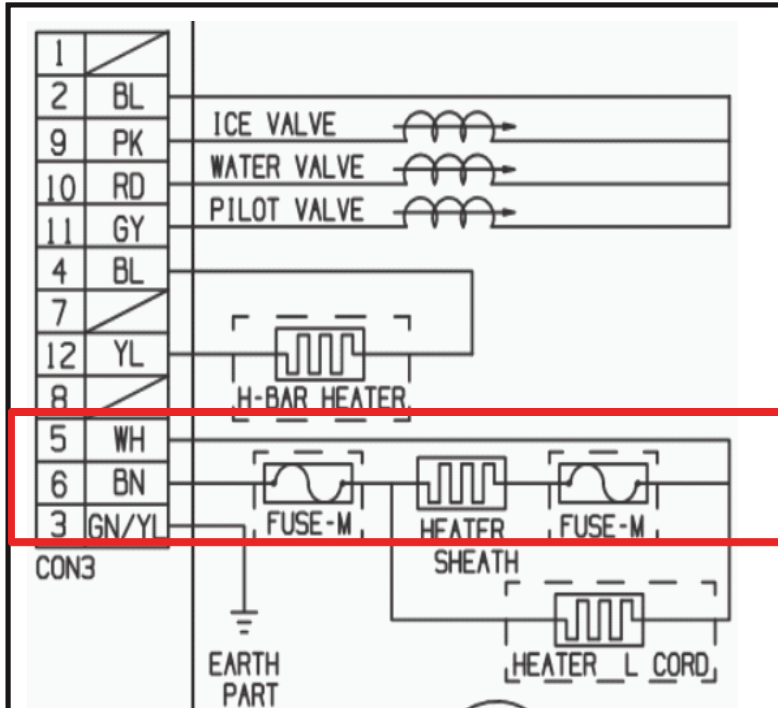 1
2 BL
ICE VALVE
9 PK
WATER VALVE
10 RD
PILOT VALVE
11 GY
4 BL
7
12 YL
8
H-BAR HEATER
5 WH
6 BN
3 GN/YL
FUSE-M
HEATER
FUSE-M
CON3
SHEATH
EARTH
HEATER L CORD
PART